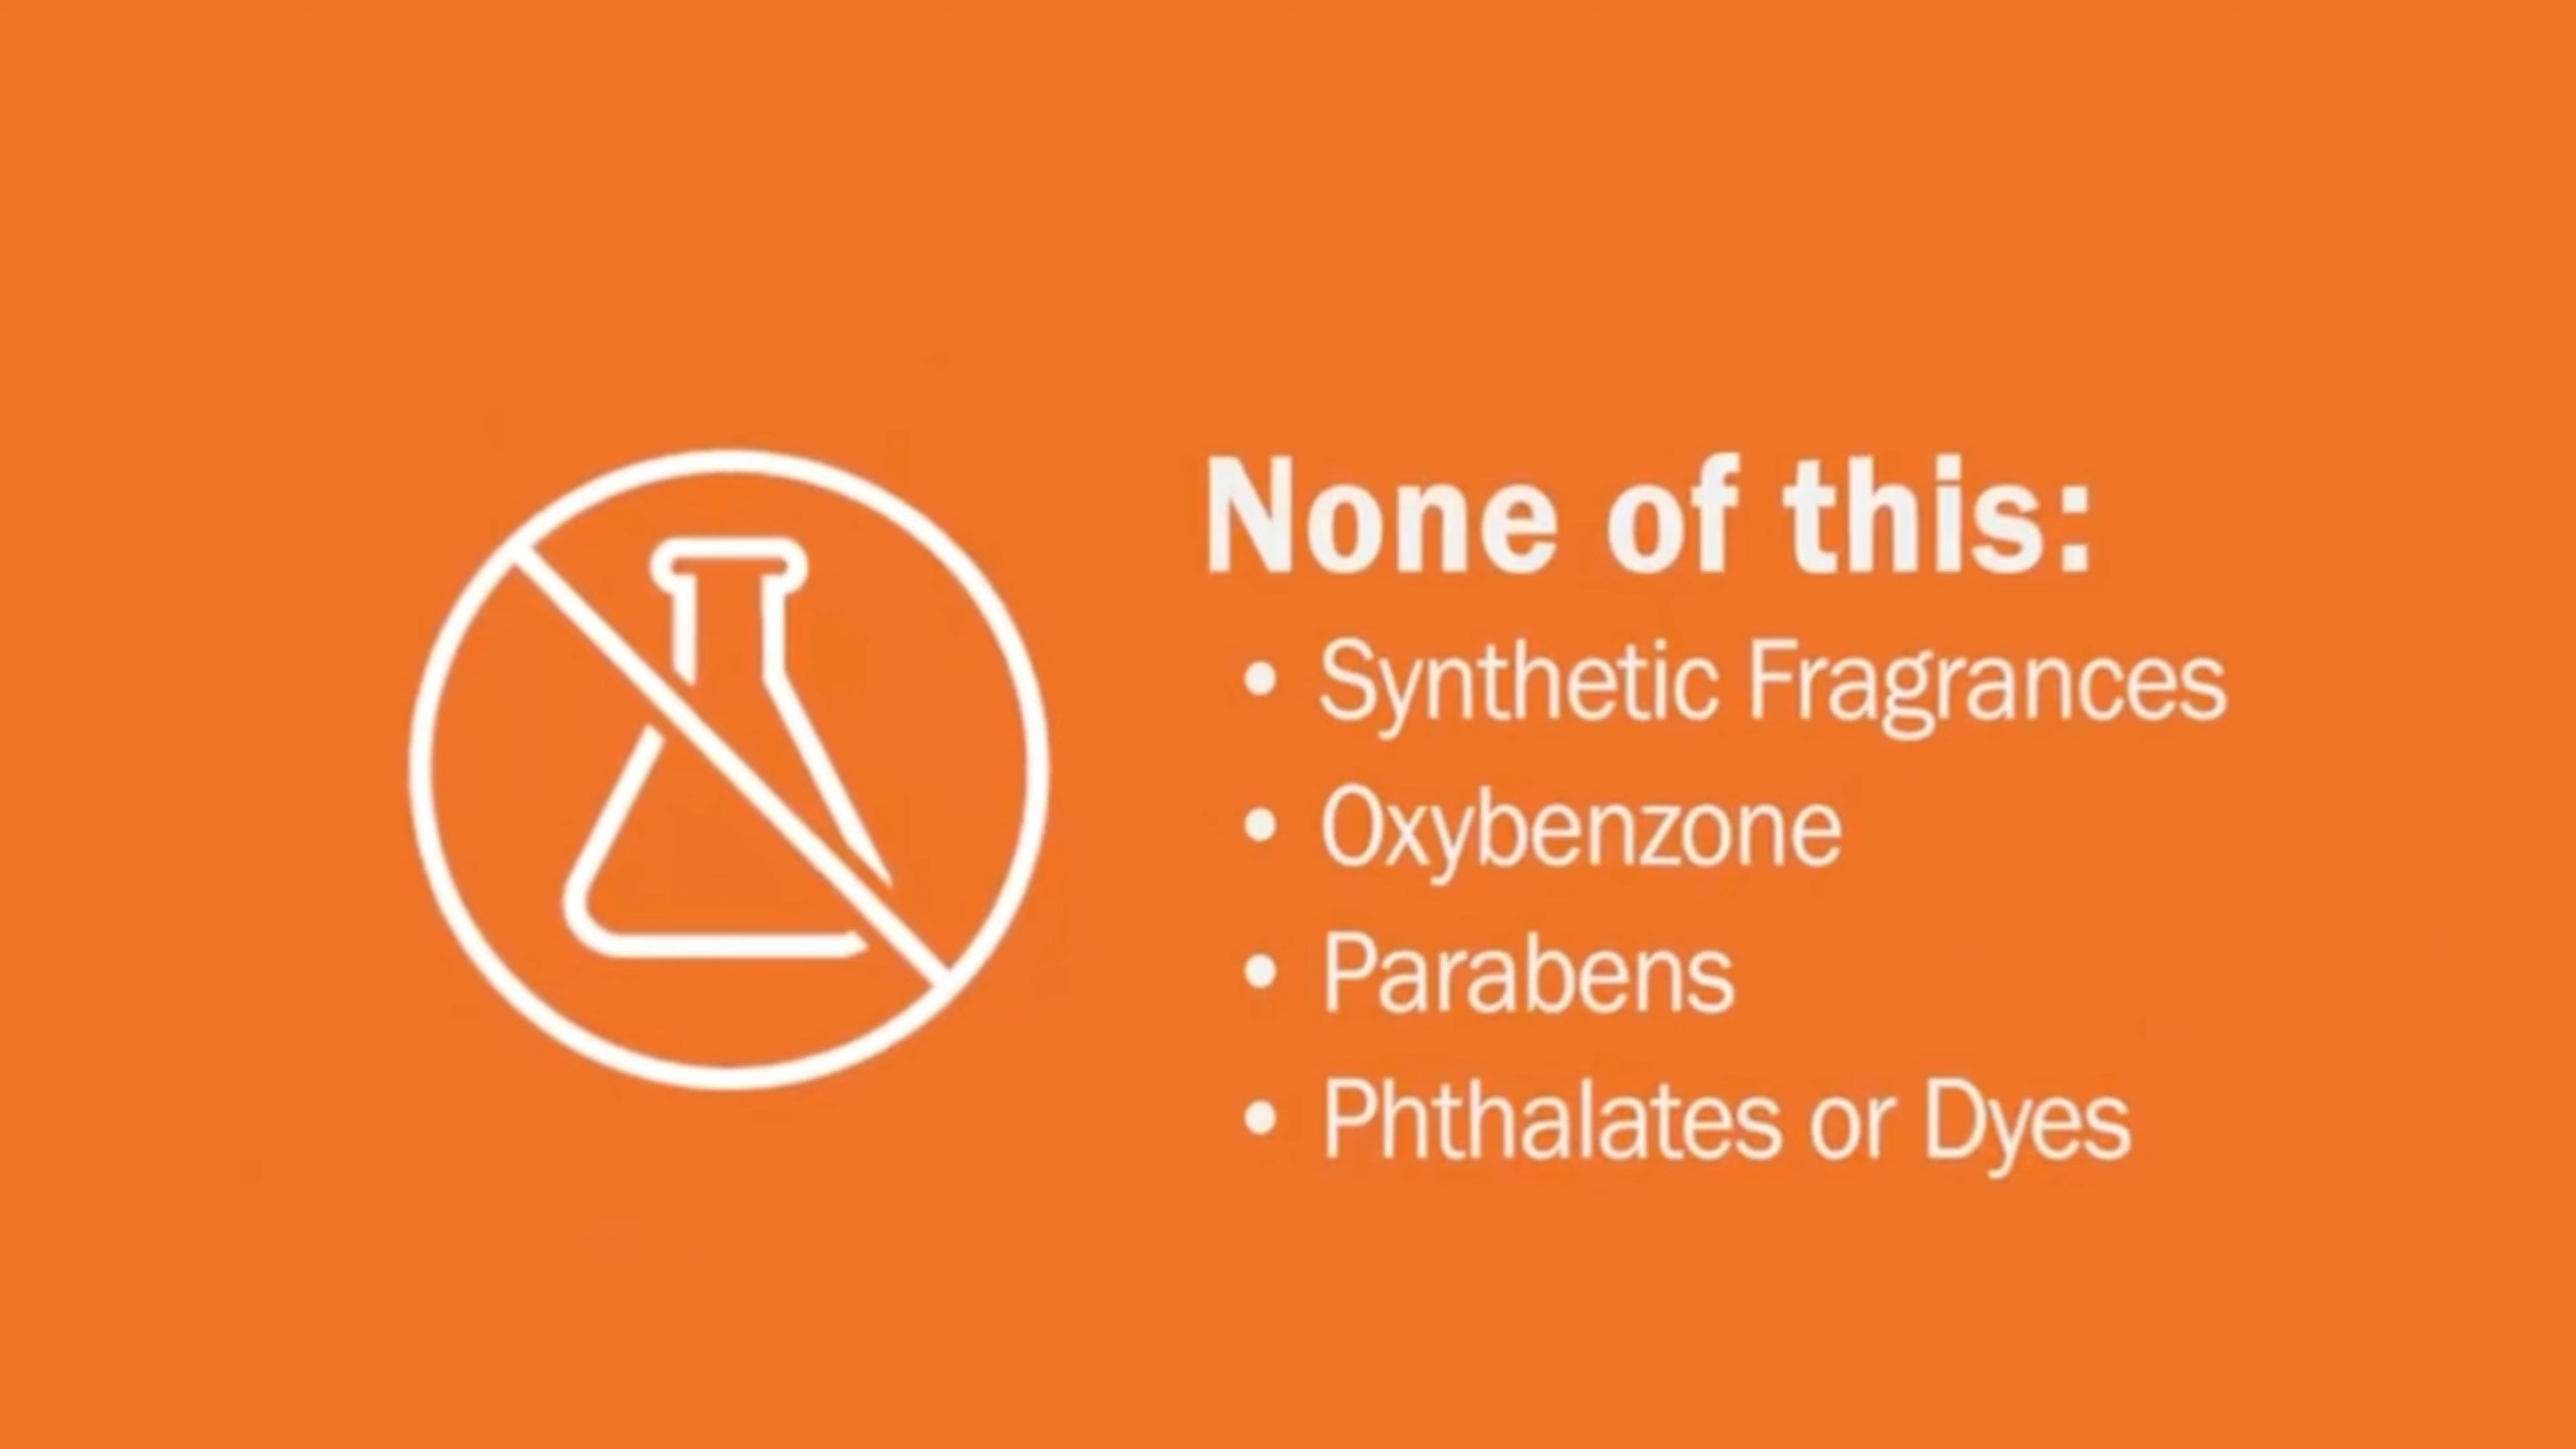 None of this:
• Synthetic Fragrances
• Oxybenzone
• Parabens
• Phthalates or Dyes